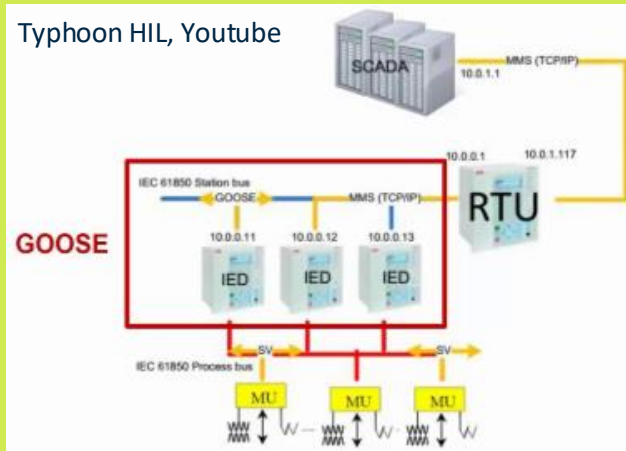 Typhoon HIL, Youtube
SCADA
10.0.1.1
MMS (TCP/IP)
10.0.0.1
10.0.1.117
RTU
IEC 61850 Station bus
GOOSE
MMS (TCP/IP)
GOOSE
10.0.0.11
10.0.0.12
10.0.0.13
IED
IED
IED
SV
SV
IEC 61850 Process bus
MU
MU
MU